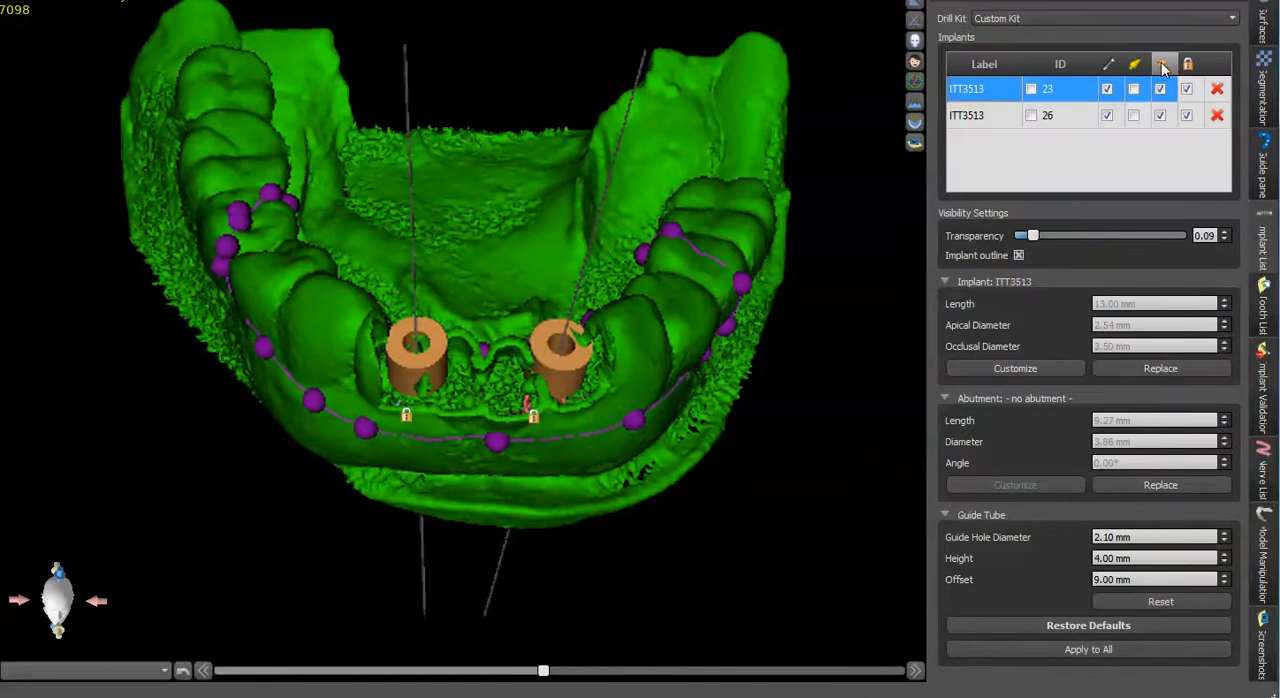 7098
Drill Kit Custom Kit
Implants
Label ID
ITT3513 23
ITT3513 26
Visibility Settings
Transparency 0.09
Implant outline
Implant: ITT3513
Length 13.00 mm
Apical Diameter 2.54 mm
Occlusal Diameter 3.50 mm
Customize Replace
Abutment: - no abutment -
Length 9.27 mm
Diameter 3.86 mm
Angle 0.00°
Customize Replace
Guide Tube
Guide Hole Diameter 2.10 mm
Height 4.00 mm
Offset 9.00 mm
Reset
Restore Defaults
Apply to All
Surfaces
Segmentation
Guide pane
Implant List
Tooth List
Implant Validation
Nerve Lis
Model Manipulation
Screenshots